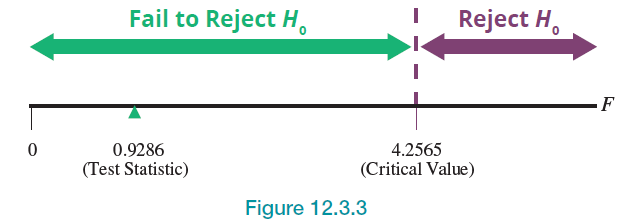 Fail to Reject H₀
Reject H₀
F
0
0.9286
(Test Statistic)
4.2565
(Critical Value)
Figure 12.3.3